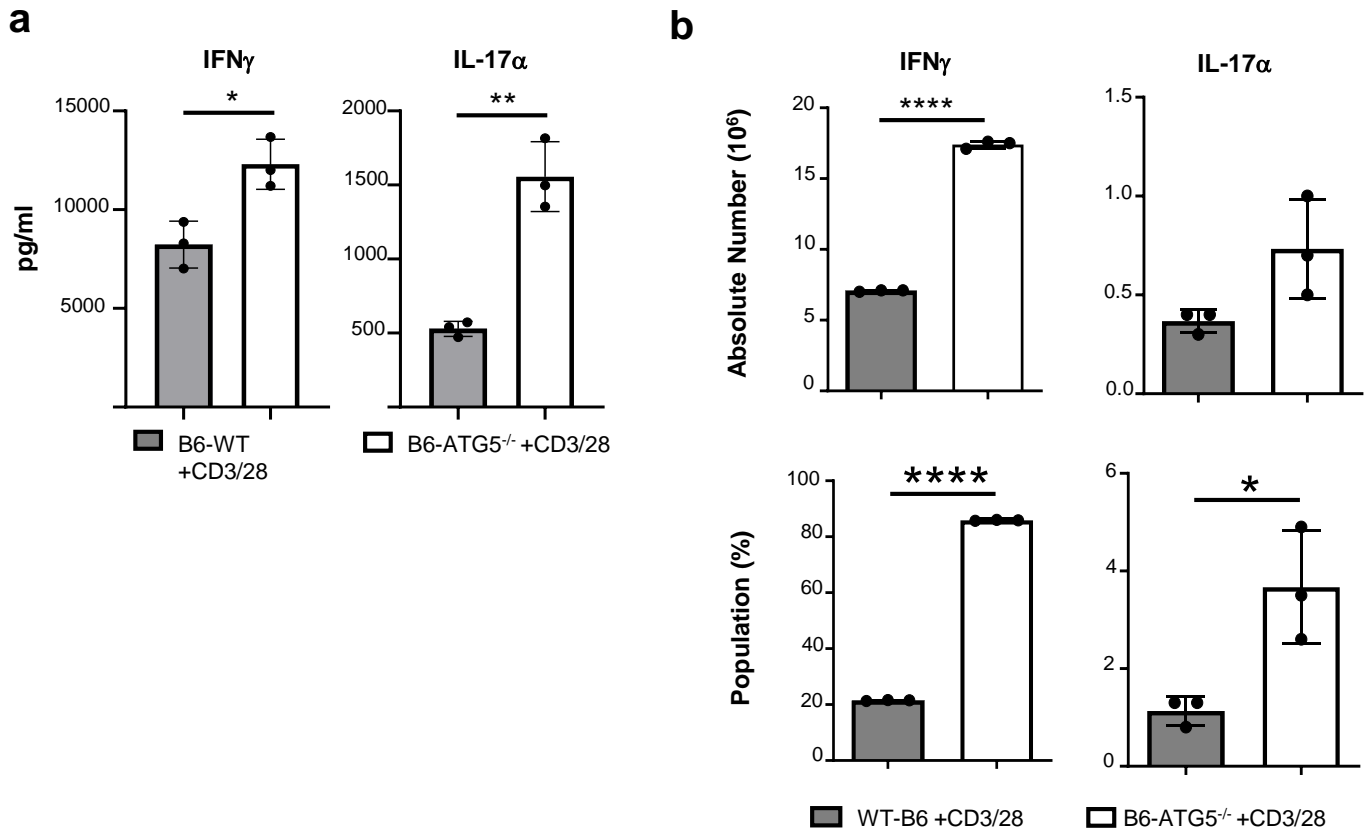 a
IFNγ
IL-17α
pg/ml
15000
10000
5000
*
2000
1500
1000
500
**
B6-WT
+CD3/28
B6-ATG5-/- +CD3/28
b
IFNγ
IL-17α
Absolute Number (10⁶)
20
15
10
5
0
****
1.5
1.0
0.5
0.0
Population (%)
100
80
60
40
20
0
****
6
4
2
0
*
WT-B6 +CD3/28
B6-ATG5-/- +CD3/28